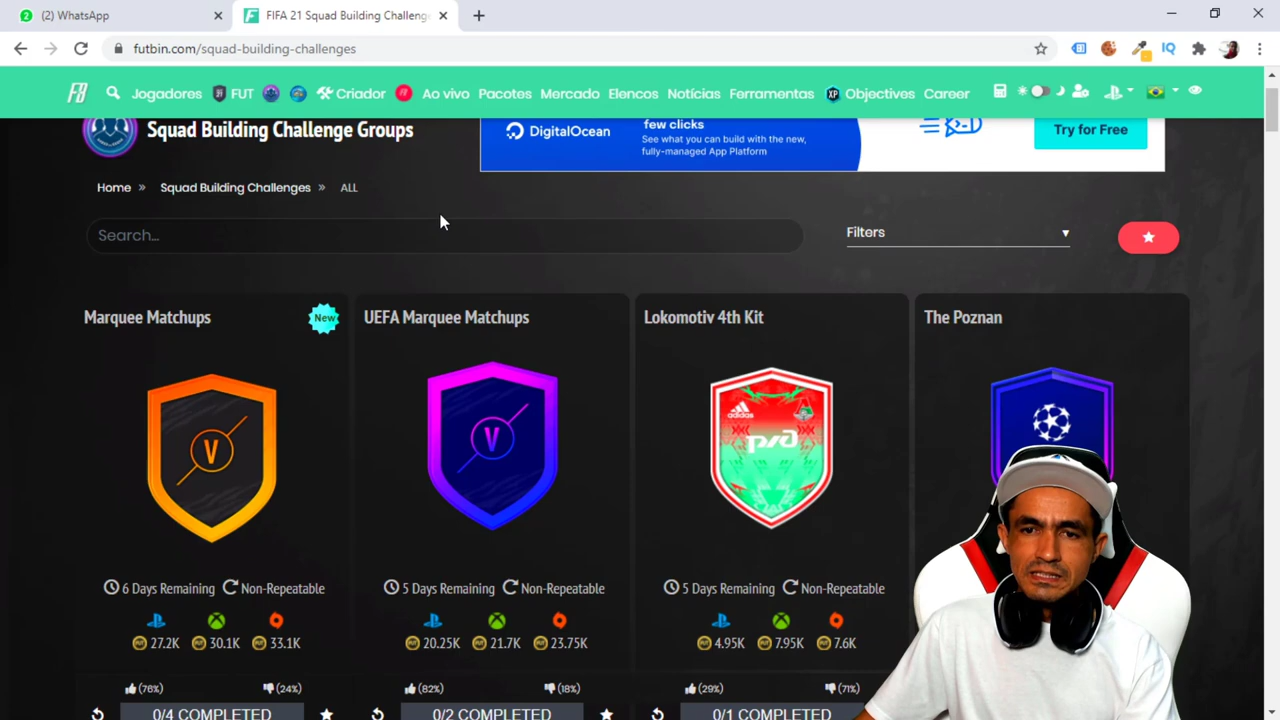 2
(2) WhatsApp
FIFA 21 Squad Building Challeng
futbin.com/squad-building-challenges
IQ
Jogadores FUT Criador Ao vivo Pacotes Mercado Elencos Notícias Ferramentas XP Objectives Career
Squad Building Challenge Groups
DigitalOcean
few clicks
See what you can build with the new,
fully-managed App Platform
Try for Free
Home » Squad Building Challenges » ALL
Search...
Filters
Marquee Matchups
New
UEFA Marquee Matchups
Lokomotiv 4th Kit
The Poznan
V
V
adidas
ржд
6 Days Remaining Non-Repeatable
5 Days Remaining Non-Repeatable
5 Days Remaining Non-Repeatable
27.2K 30.1K 33.1K
20.25K 21.7K 23.75K
4.95K 7.95K 7.6K
(76%) (24%)
(82%) (18%)
(29%) (71%)
0/4 COMPLETED
0/2 COMPLETED
0/1 COMPLETED